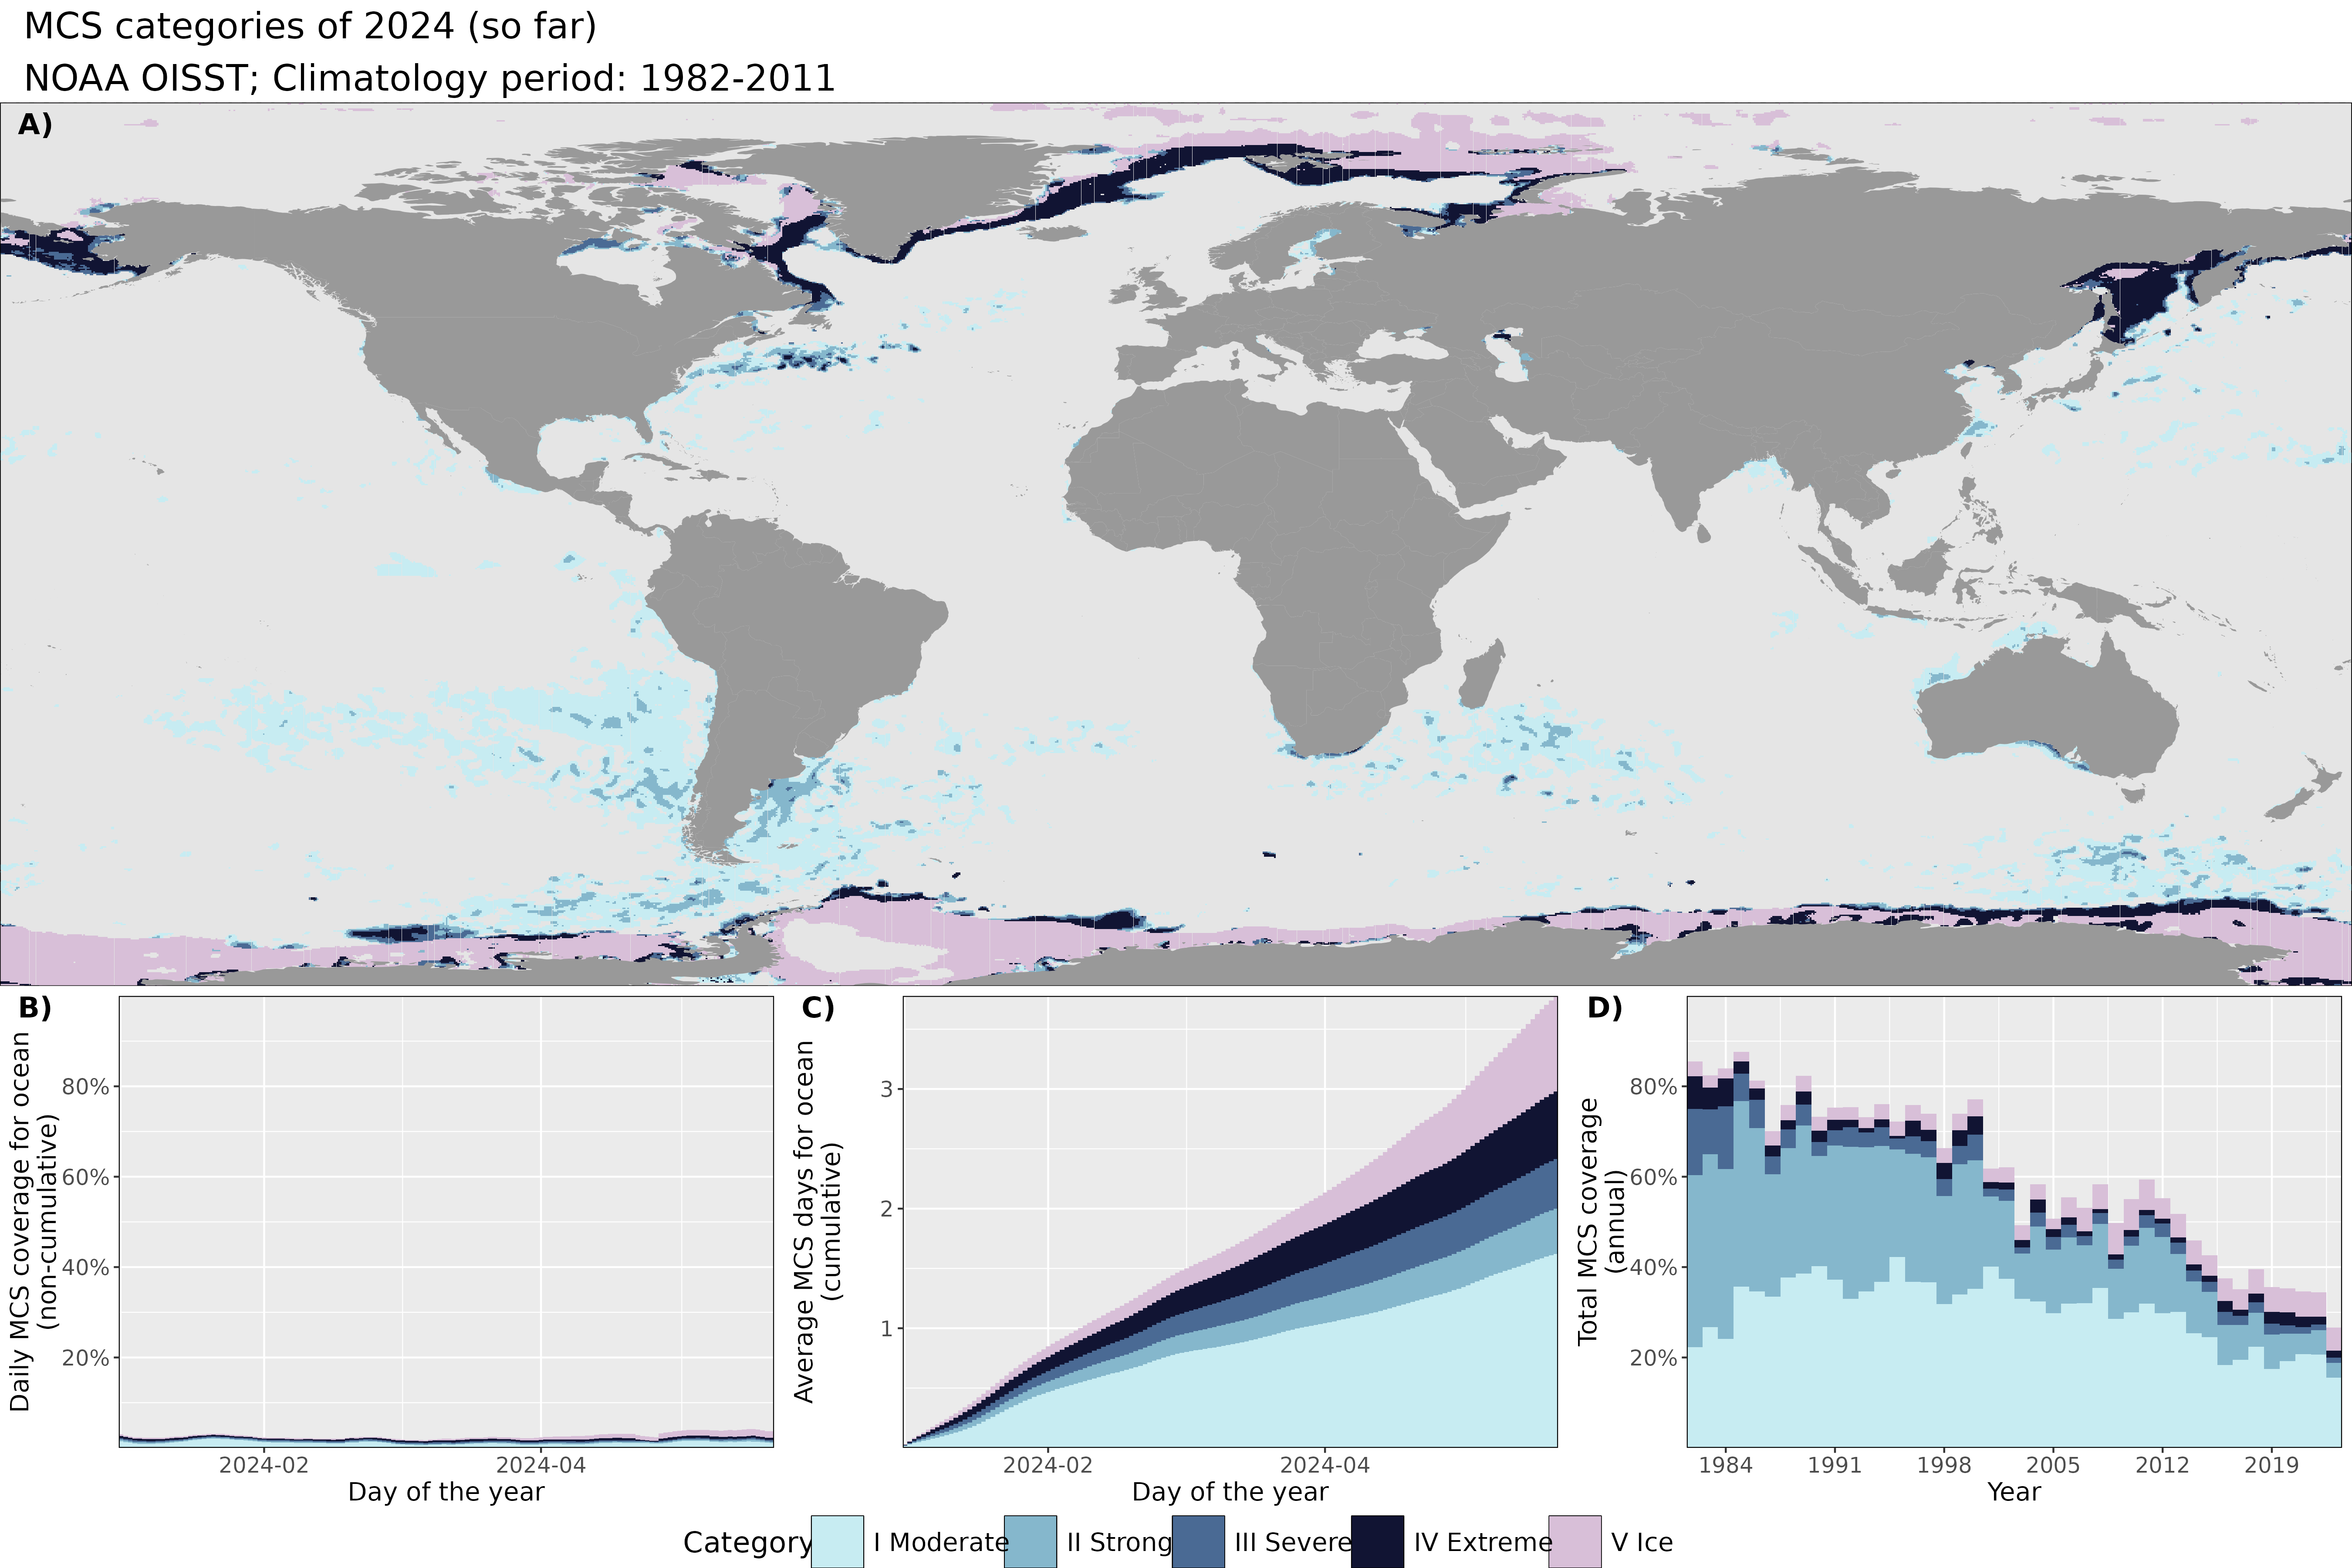 MCS categories of 2024 (so far)
NOAA OISST; Climatology period: 1982-2011
A)
B)
Daily MCS coverage for ocean
(non-cumulative)
80%
60%
40%
20%
2024-02
2024-04
Day of the year
C)
Average MCS days for ocean
(cumulative)
3
2
1
2024-02
2024-04
Day of the year
D)
Total MCS coverage
(annual)
80%
60%
40%
20%
1984
1991
1998
2005
2012
2019
Year
Category
I Moderate
II Strong
III Severe
IV Extreme
V Ice